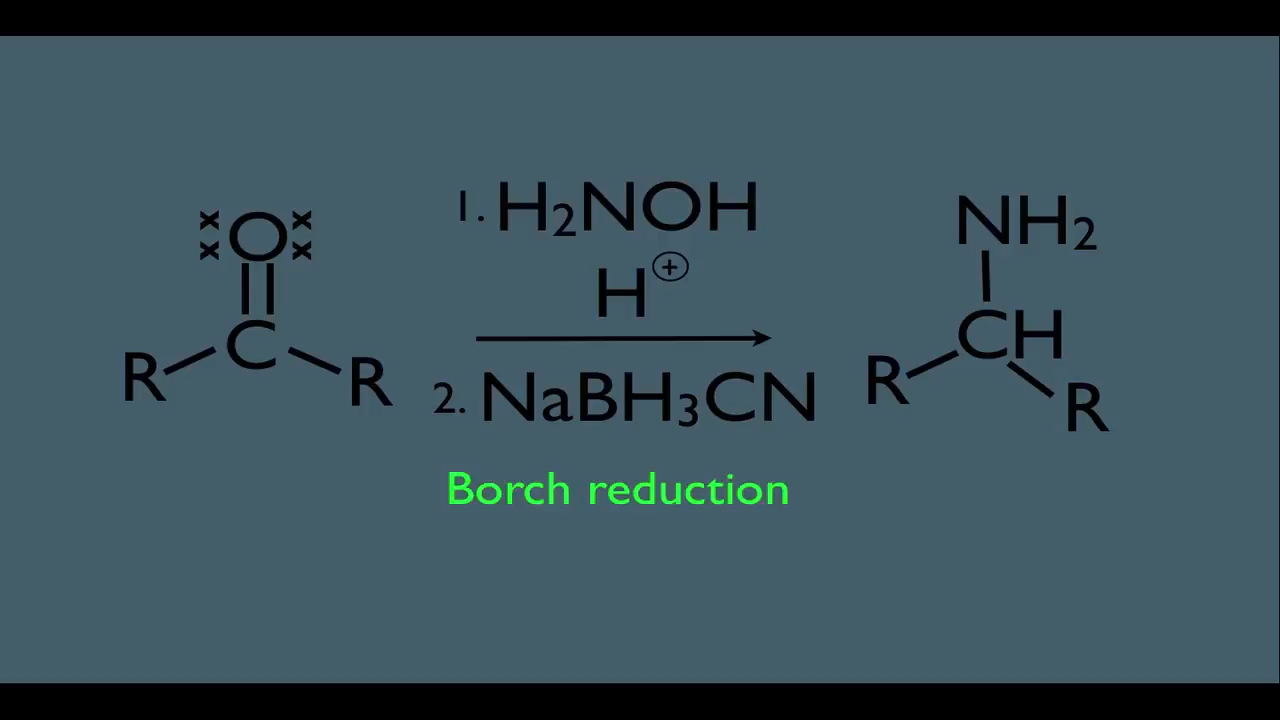 1. H₂NOH
O
NH₂
H⊕
C
CH
R
R
R
R
2. NaBH₃CN
Borch reduction